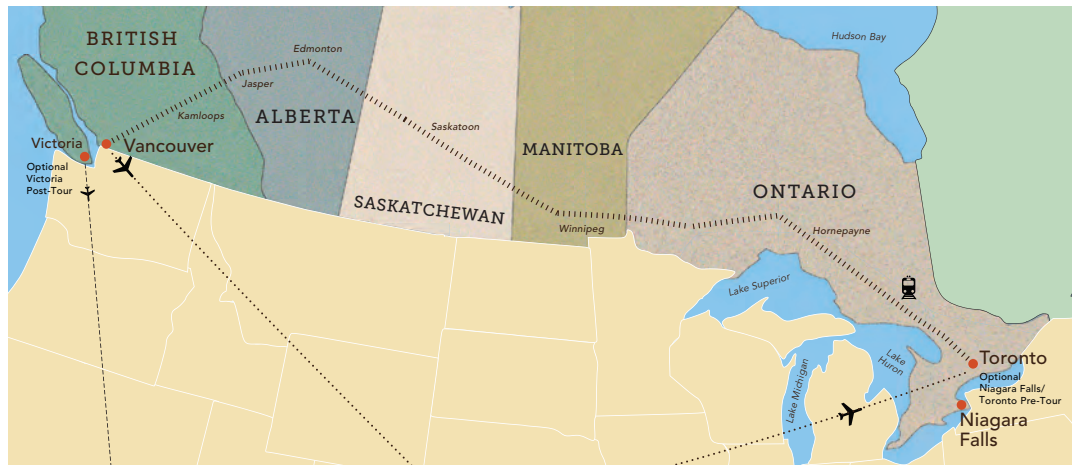 BRITISH
COLUMBIA
Edmonton
Hudson Bay
Jasper
Kamloops
ALBERTA
Saskatoon
Victoria
Vancouver
MANITOBA
Optional
Victoria
Post-Tour
SASKATCHEWAN
ONTARIO
Winnipeg
Hornepayne
Lake Superior
Lake
Huron
Lake Michigan
Toronto
Optional
Niagara Falls/
Toronto Pre-Tour
Niagara
Falls